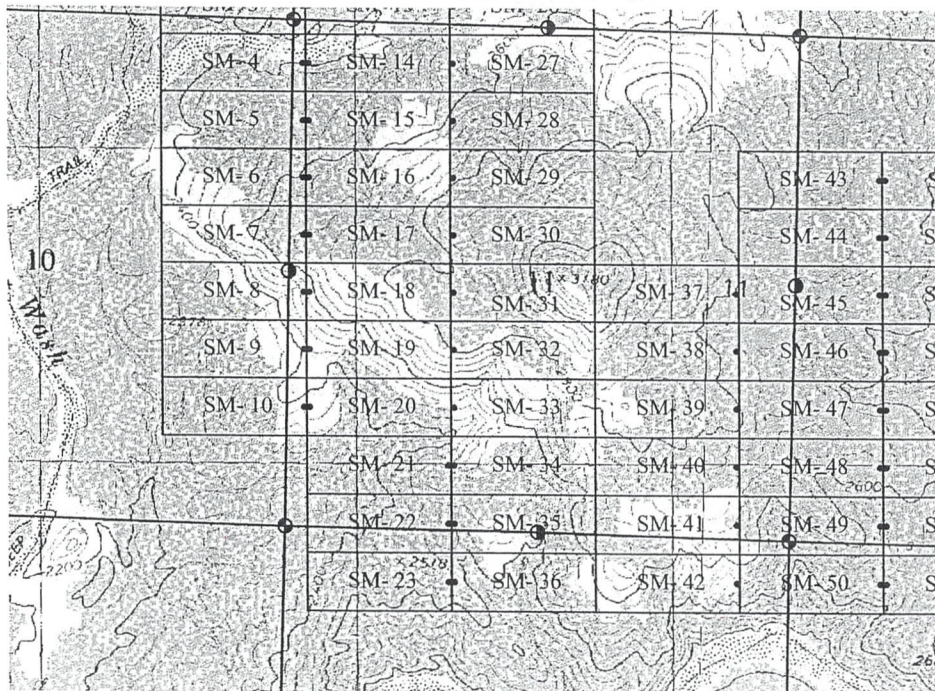 SM- 4 SM- 14 SM- 27
SM- 5 SM- 15 SM- 28
TRAIL
SM- 6 SM- 16 SM- 29 SM- 43
SM- 7 SM- 17 SM- 30 SM- 44
10
SM- 8 SM- 18 11 ×3180 SM- 37 SM- 45
SM- 31
Wash
SM- 9 SM- 19 SM- 32 SM- 38 SM- 46
SM- 10 SM- 20 SM- 33 SM- 39 SM- 47
SM- 21 SM- 34 SM- 40 SM- 48
2600
SM- 22 SM- 35 SM- 41 SM- 49
×2518
2200
SM- 23 SM- 36 SM- 42 SM- 50